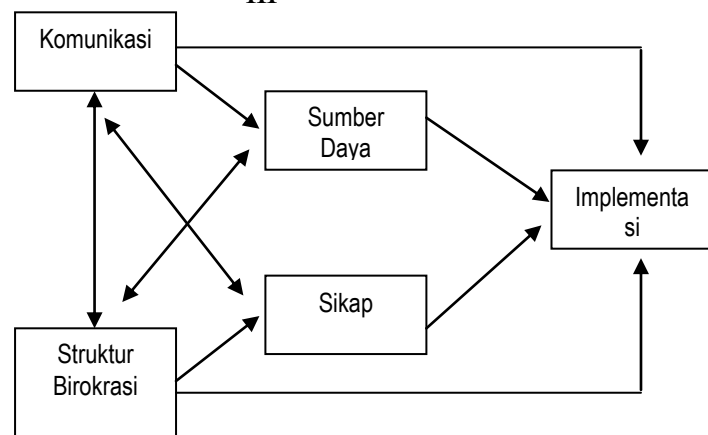 Komunikasi
Sumber
Daya
Implementa
si
Sikap
Struktur
Birokrasi